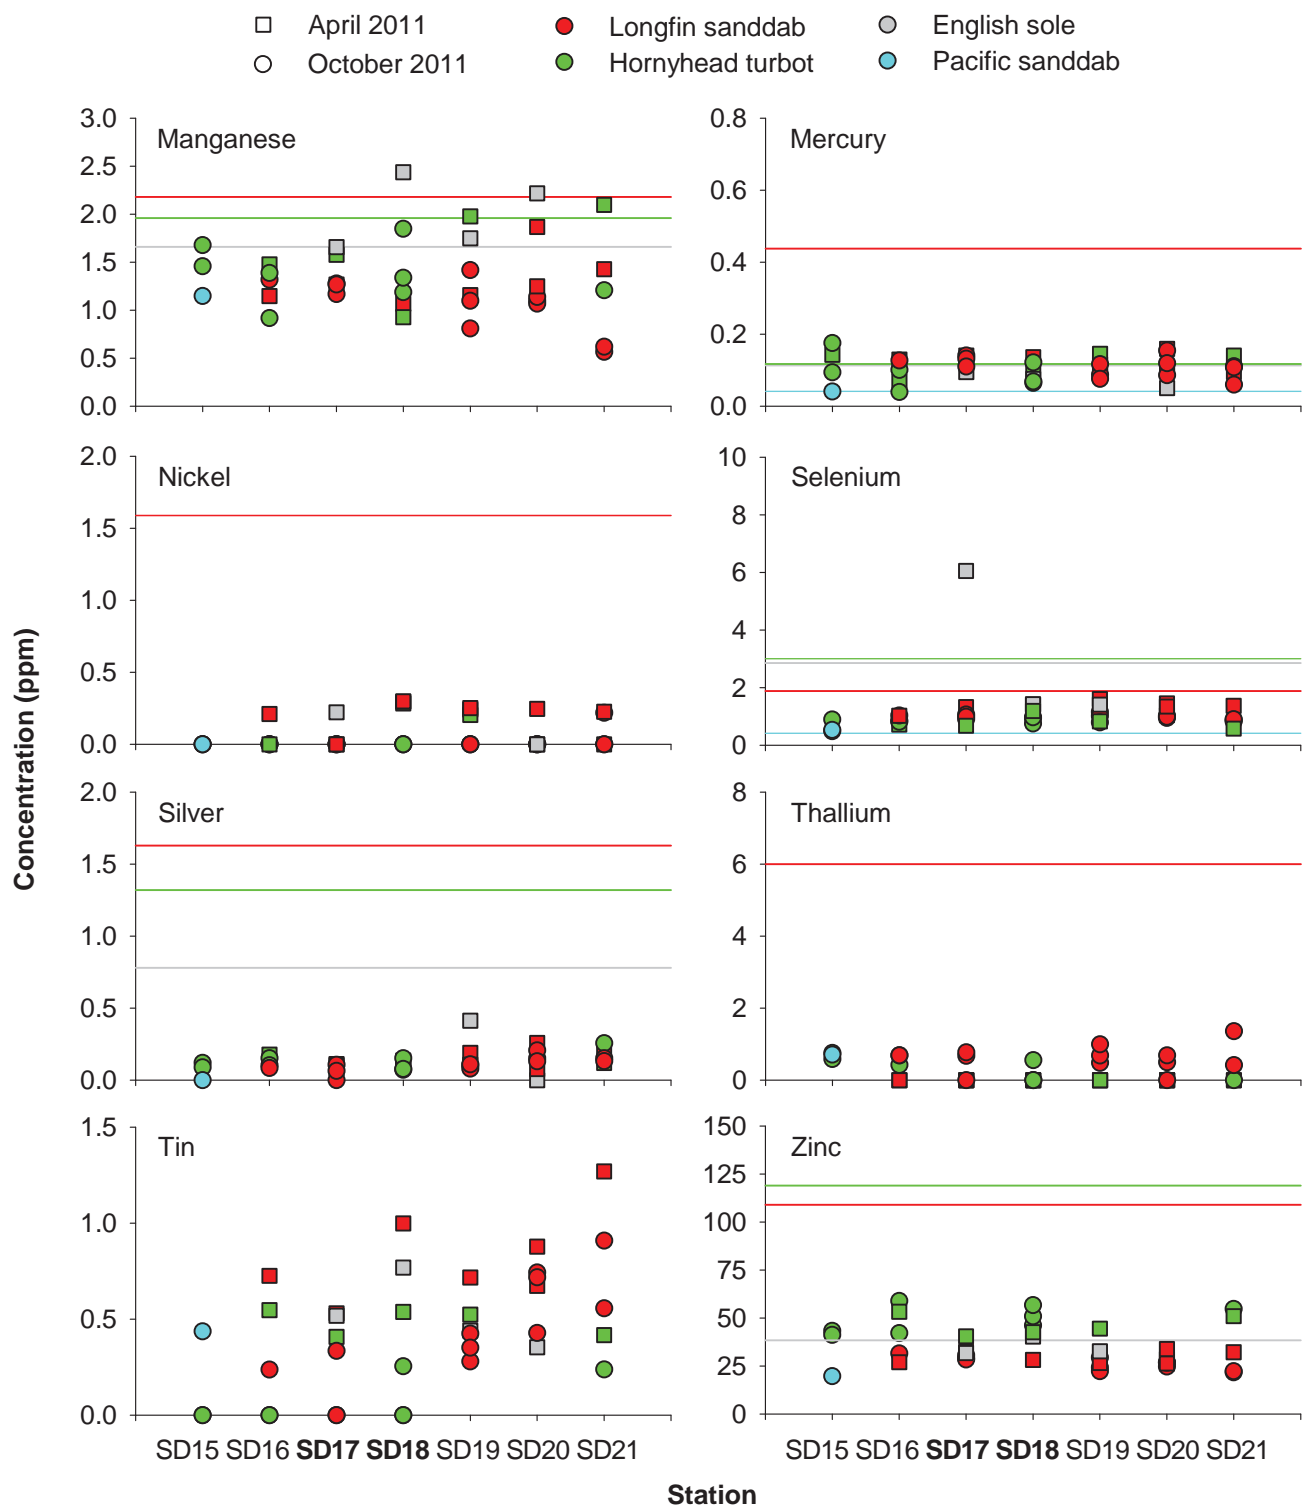 April 2011
Longfin sanddab
English sole
October 2011
Hornyhead turbot
Pacific sanddab
Concentration (ppm)
Manganese
3.0
2.5
2.0
1.5
1.0
0.5
0.0
Mercury
0.8
0.6
0.4
0.2
0.0
Nickel
2.0
1.5
1.0
0.5
0.0
Selenium
10
8
6
4
2
0
Silver
2.0
1.5
1.0
0.5
0.0
Thallium
8
6
4
2
0
Tin
1.5
1.0
0.5
0.0
Zinc
150
125
100
75
50
25
0
SD15 SD16 SD17 SD18 SD19 SD20 SD21
SD15 SD16 SD17 SD18 SD19 SD20 SD21
Station